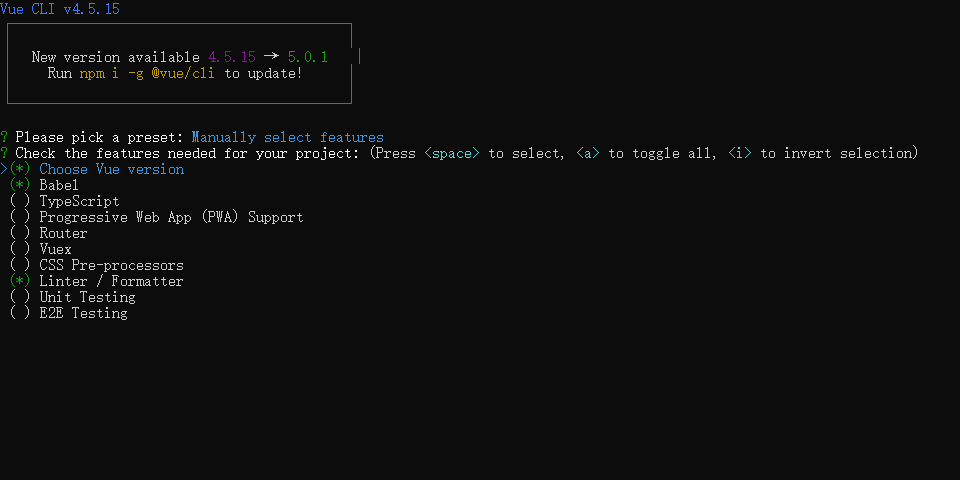 Vue CLI v4.5.15
New version available 4.5.15 → 5.0.1
Run npm i -g @vue/cli to update!
? Please pick a preset: Manually select features
? Check the features needed for your project: (Press <space> to select, <a> to toggle all, <i> to invert selection)
>(*) Choose Vue version
(*) Babel
( ) TypeScript
( ) Progressive Web App (PWA) Support
( ) Router
( ) Vuex
( ) CSS Pre-processors
(*) Linter / Formatter
( ) Unit Testing
( ) E2E Testing